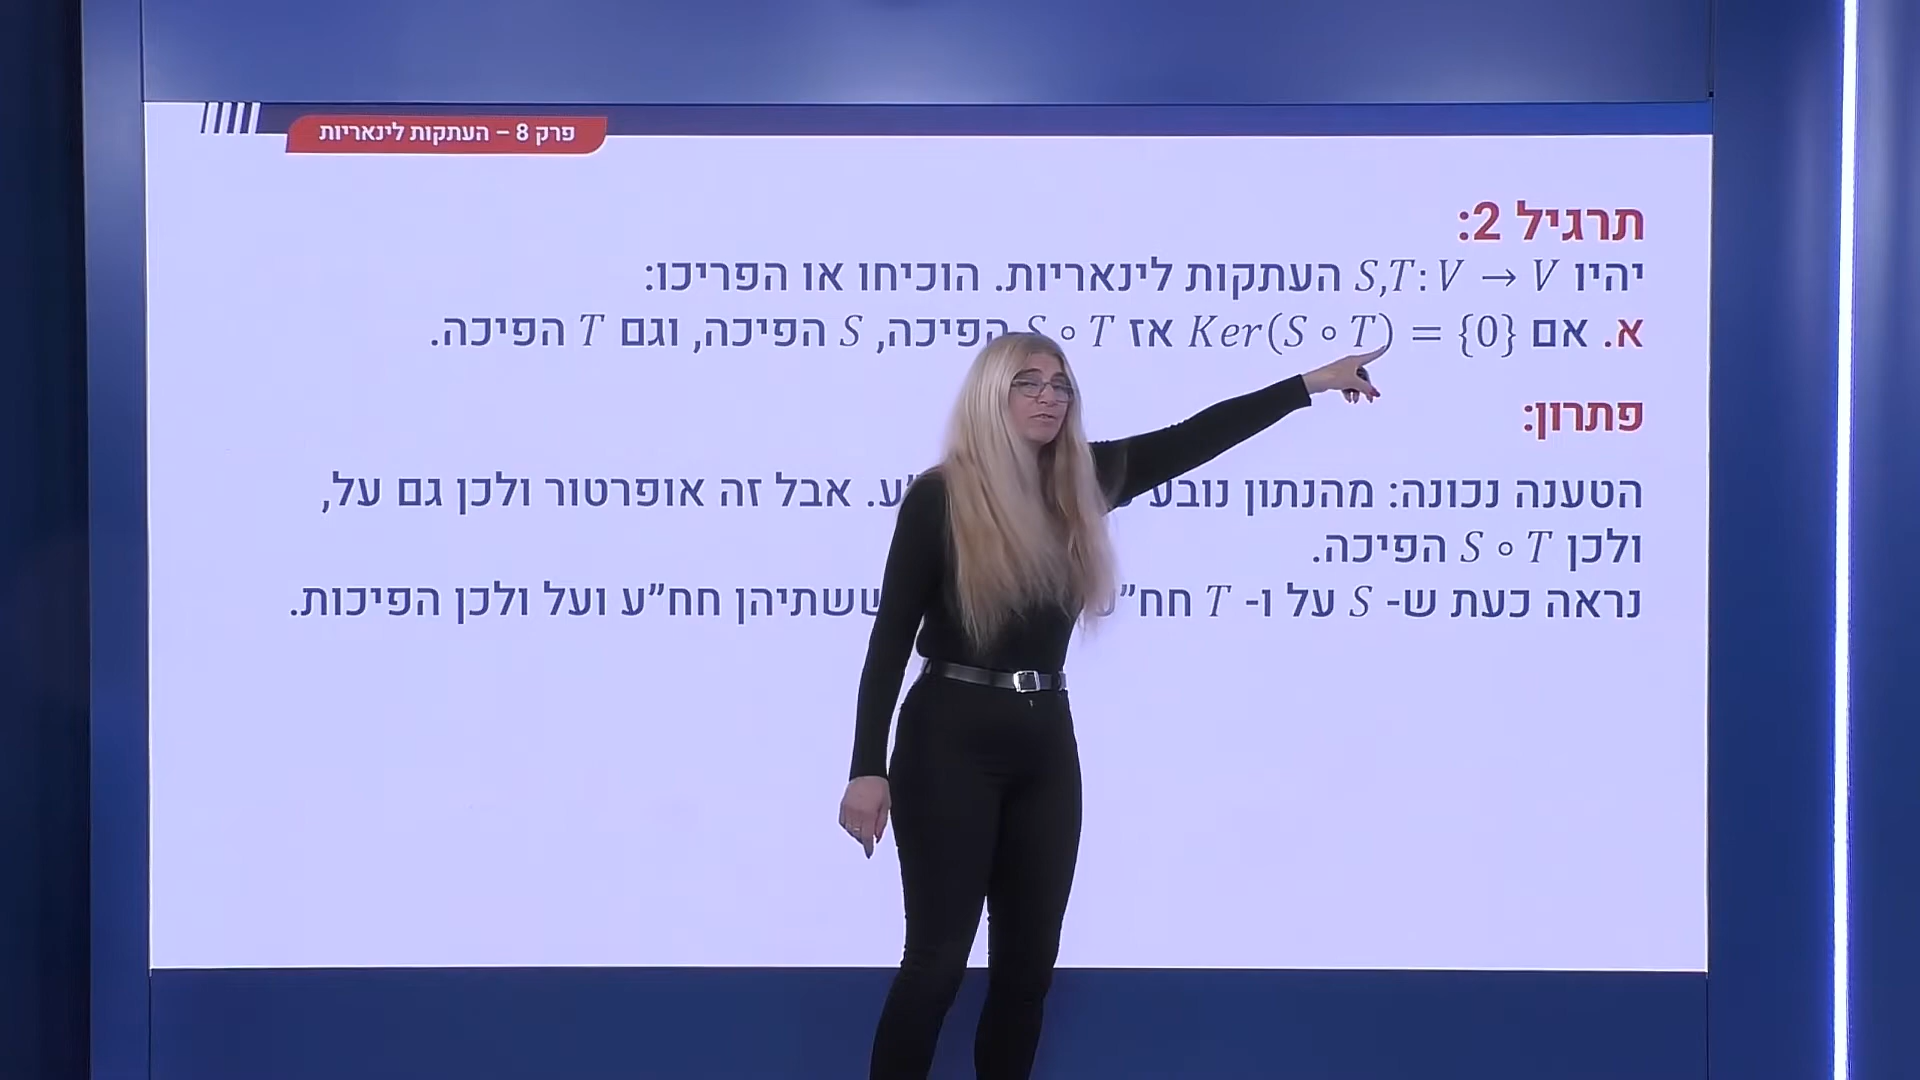 פרק 8 – העתקות לינאריות
תרגיל 2:
יהיו S,T: V → V העתקות לינאריות. הוכיחו או הפריכו:
א. אם Ker(S ∘ T) = {0} אז S ∘ T הפיכה, S הפיכה, וגם T הפיכה.
פתרון:
הטענה נכונה: מהנתון נובע ע. אבל זה אופרטור ולכן גם על,
ולכן S ∘ T הפיכה.
נראה כעת ש- S על ו- T חח״ע ששתיהן חח״ע ועל ולכן הפיכות.